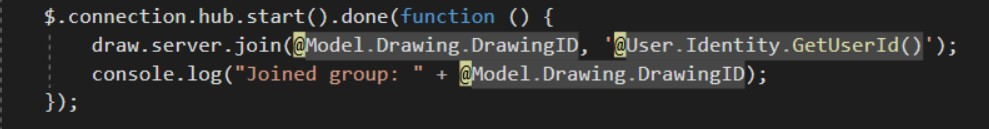 $.connection.hub.start().done(function () {
    draw.server.join(@Model.Drawing.DrawingID, '@User.Identity.GetUserId()');
    console.log("Joined group: " + @Model.Drawing.DrawingID);
});